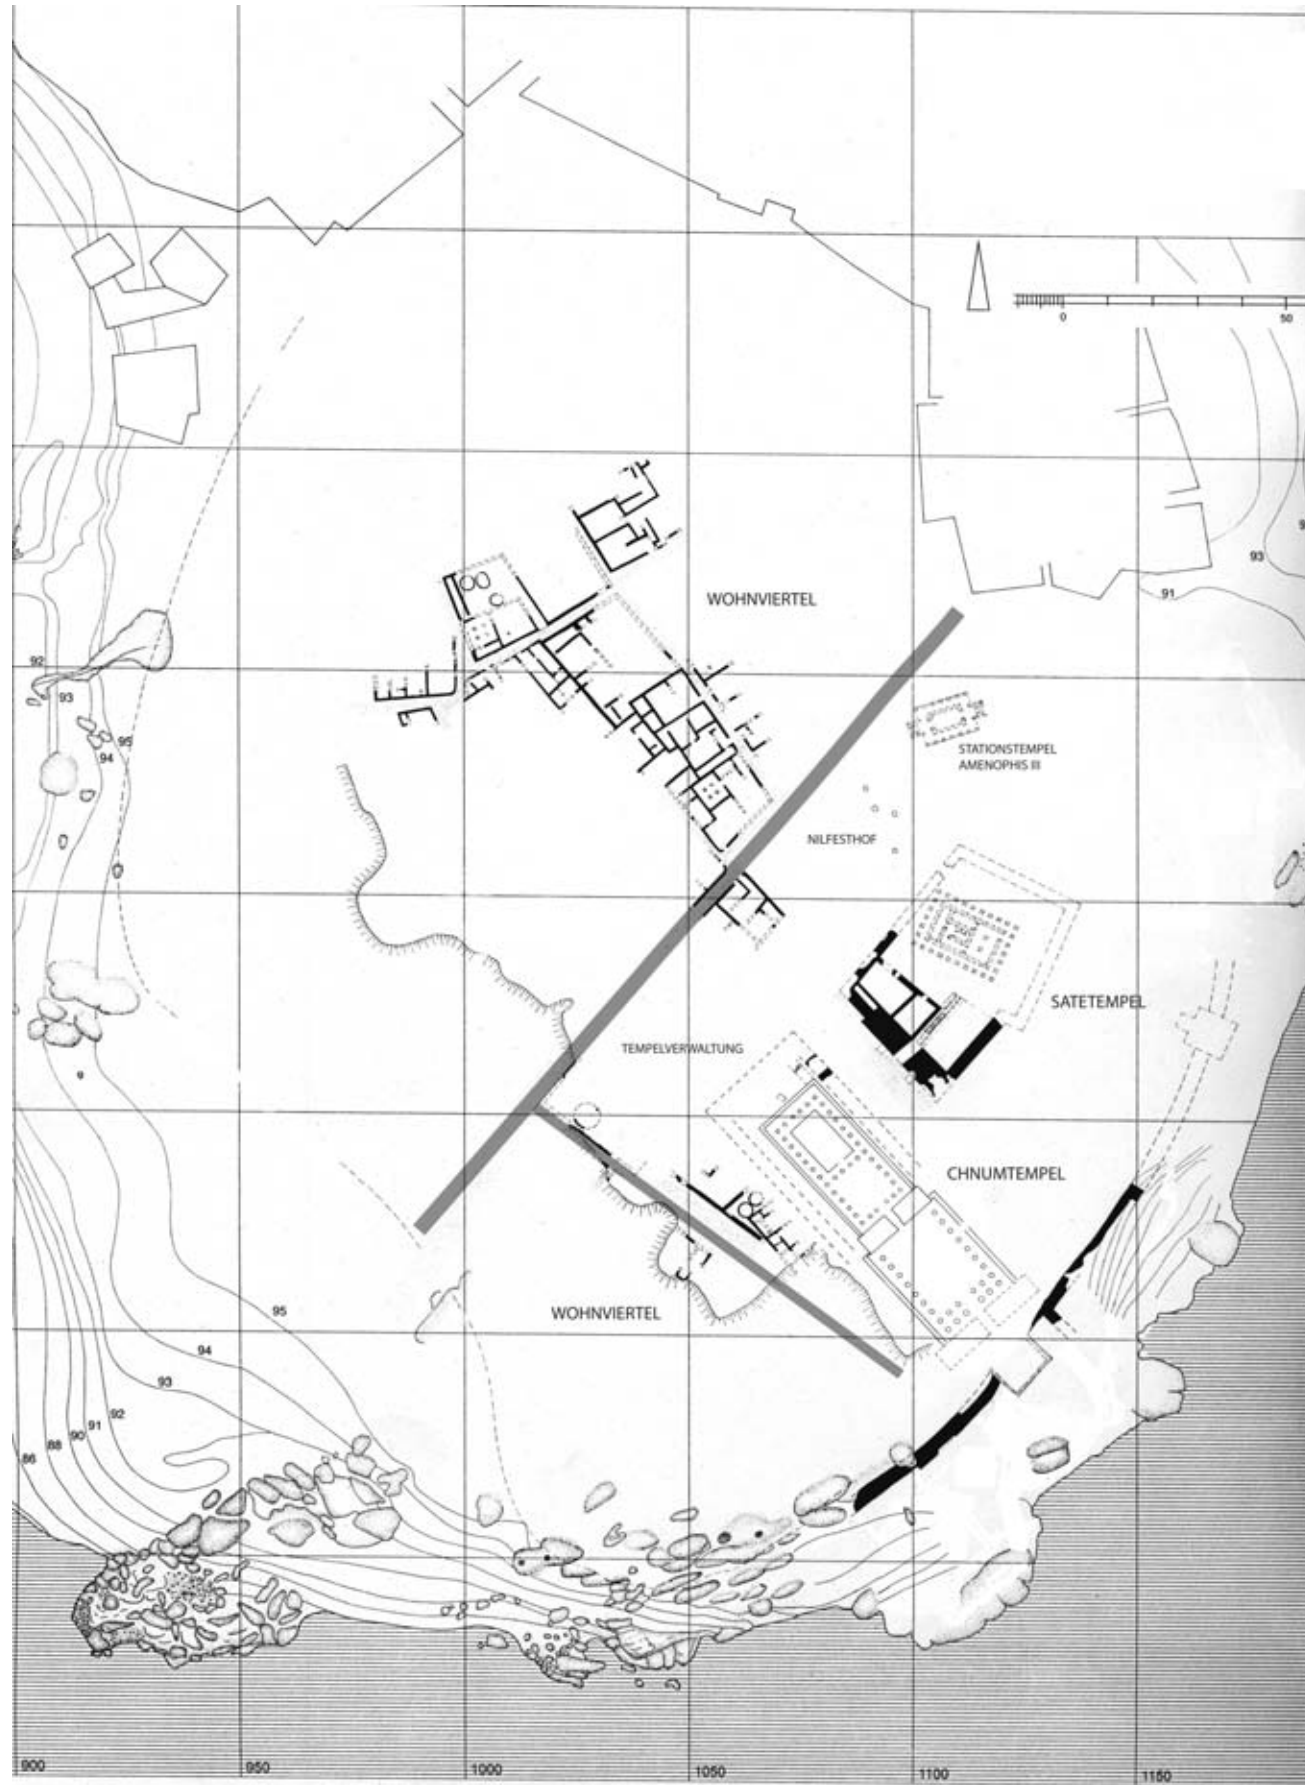 0 50
93
91
WOHNVIERTEL
92
93
95
94
STATIONSTEMPEL
AMENOPHIS III
NILFESTHOF
SATETEMPEL
TEMPELVERWALTUNG
CHNUMTEMPEL
WOHNVIERTEL
95
94
93
92
91
90
88
86
900 950 1000 1050 1100 1150